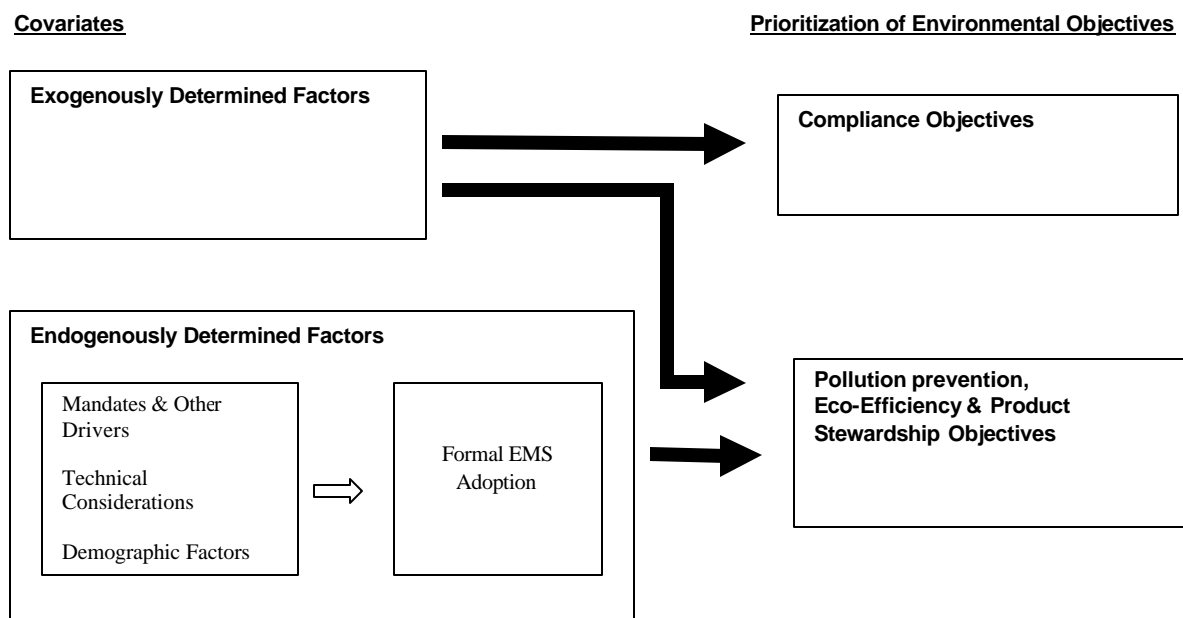 Covariates
Prioritization of Environmental Objectives
Exogenously Determined Factors
Compliance Objectives
Endogenously Determined Factors
Mandates & Other
Drivers
Technical
Considerations
Demographic Factors
Formal EMS
Adoption
Pollution prevention,
Eco-Efficiency & Product
Stewardship Objectives